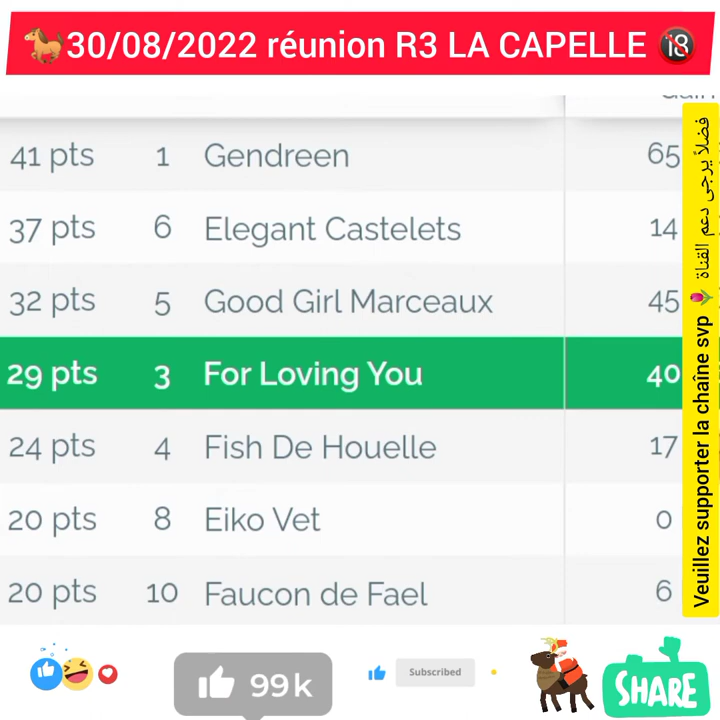 30/08/2022 réunion R3 LA CAPELLE 18
41 pts 1 Gendreen 65
37 pts 6 Elegant Castelets 14
32 pts 5 Good Girl Marceaux 45
29 pts 3 For Loving You 40
24 pts 4 Fish De Houelle 17
20 pts 8 Eiko Vet 0
20 pts 10 Faucon de Fael 6
Veuillez supporter la chaîne svp فضلاً يرجى دعم القناة
99k
Subscribed
SHARE